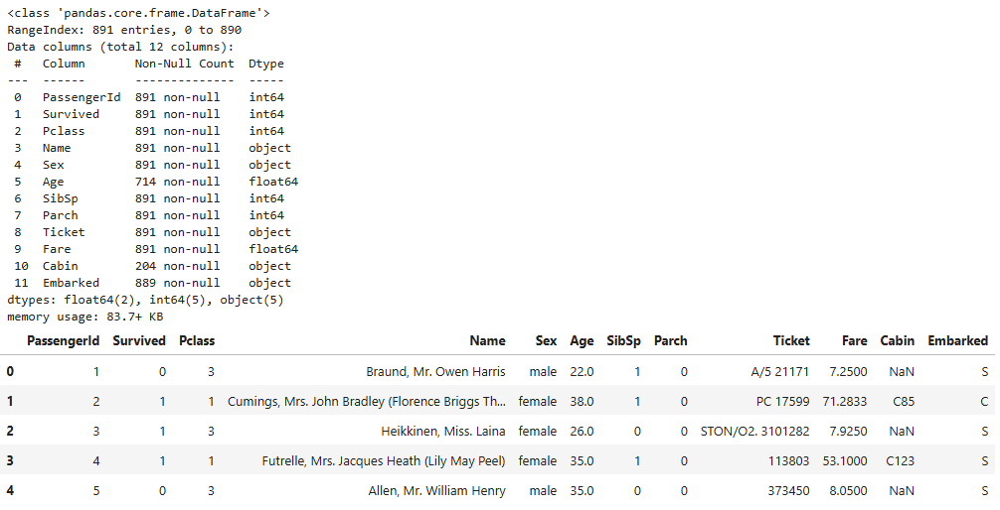 <class 'pandas.core.frame.DataFrame'>
RangeIndex: 891 entries, 0 to 890
Data columns (total 12 columns):
 #   Column       Non-Null Count  Dtype
---  ------       --------------  -----
 0   PassengerId  891 non-null    int64
 1   Survived     891 non-null    int64
 2   Pclass       891 non-null    int64
 3   Name         891 non-null    object
 4   Sex          891 non-null    object
 5   Age          714 non-null    float64
 6   SibSp        891 non-null    int64
 7   Parch        891 non-null    int64
 8   Ticket       891 non-null    object
 9   Fare         891 non-null    float64
 10  Cabin        204 non-null    object
 11  Embarked     889 non-null    object
dtypes: float64(2), int64(5), object(5)
memory usage: 83.7+ KB
PassengerId Survived Pclass Name Sex Age SibSp Parch Ticket Fare Cabin Embarked
0 1 0 3 Braund, Mr. Owen Harris male 22.0 1 0 A/5 21171 7.2500 NaN S
1 2 1 1 Cumings, Mrs. John Bradley (Florence Briggs Th... female 38.0 1 0 PC 17599 71.2833 C85 C
2 3 1 3 Heikkinen, Miss. Laina female 26.0 0 0 STON/O2. 3101282 7.9250 NaN S
3 4 1 1 Futrelle, Mrs. Jacques Heath (Lily May Peel) female 35.0 1 0 113803 53.1000 C123 S
4 5 0 3 Allen, Mr. William Henry male 35.0 0 0 373450 8.0500 NaN S